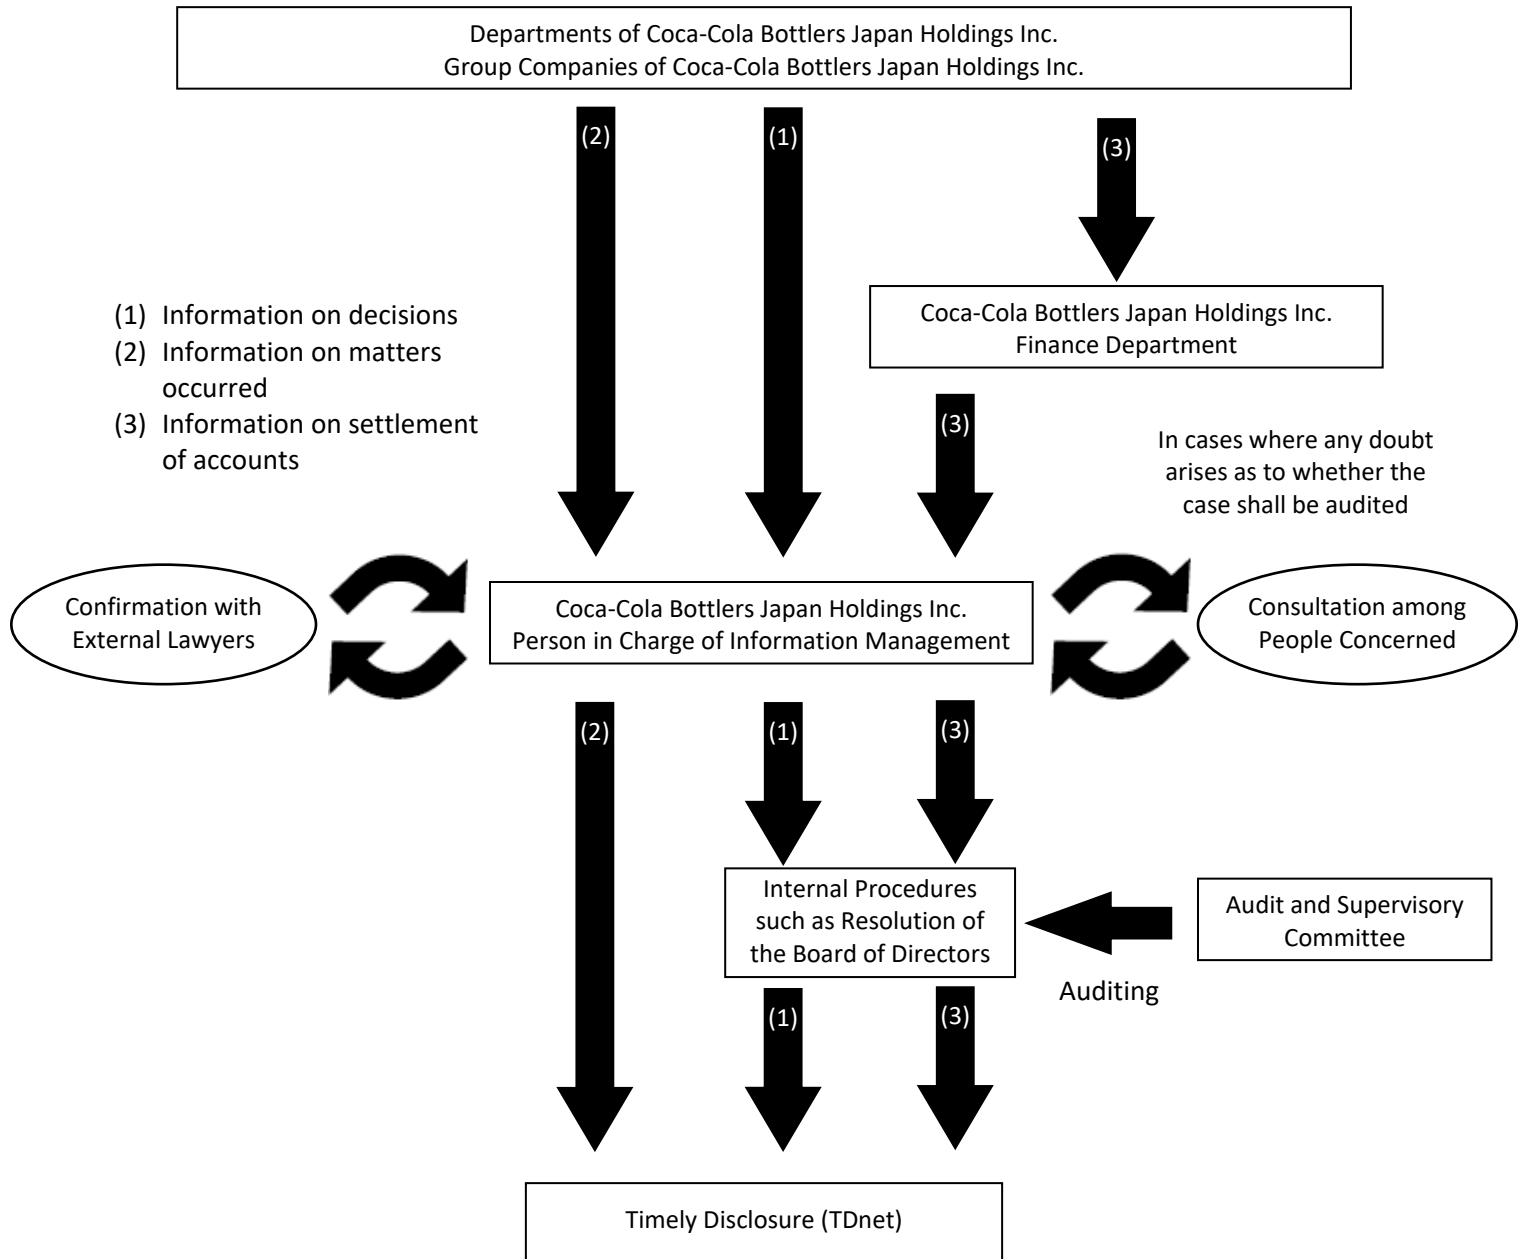 Departments of Coca-Cola Bottlers Japan Holdings Inc.
Group Companies of Coca-Cola Bottlers Japan Holdings Inc.
(2)
(1)
(3)
(1) Information on decisions
(2) Information on matters
occurred
(3) Information on settlement
of accounts
Coca-Cola Bottlers Japan Holdings Inc.
Finance Department
(3)
In cases where any doubt
arises as to whether the
case shall be audited
Confirmation with
External Lawyers
Coca-Cola Bottlers Japan Holdings Inc.
Person in Charge of Information Management
Consultation among
People Concerned
(2)
(1)
(3)
Internal Procedures
such as Resolution of
the Board of Directors
Audit and Supervisory
Committee
Auditing
(1)
(3)
Timely Disclosure (TDnet)